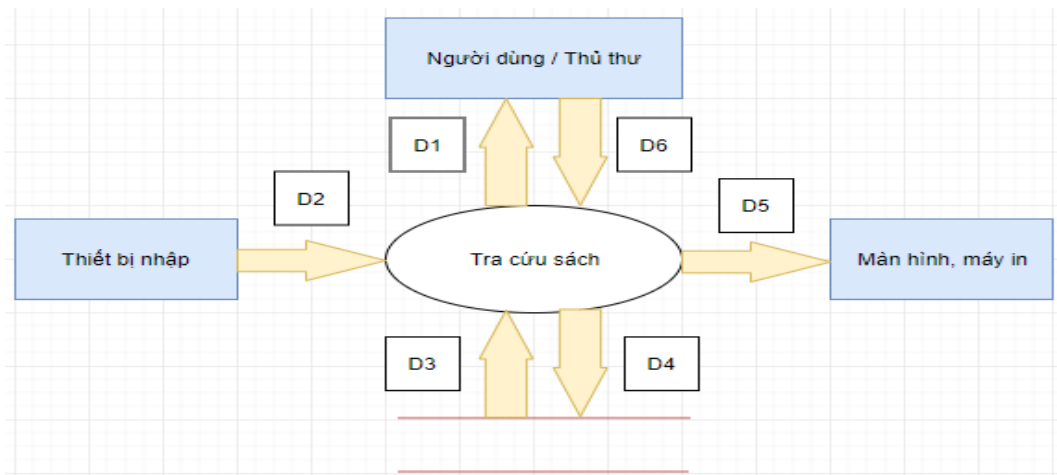 Người dùng / Thủ thư
D1
D6
D2
D5
Thiết bị nhập
Tra cứu sách
Màn hình, máy in
D3
D4